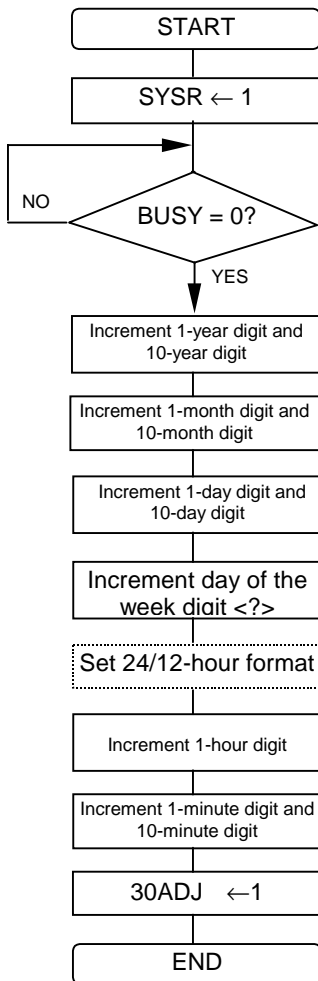 START
SYSR ← 1
NO
BUSY = 0?
YES
Increment 1-year digit and
10-year digit
Increment 1-month digit and
10-month digit
Increment 1-day digit and
10-day digit
Increment day of the
week digit <?>
Set 24/12-hour format
Increment 1-hour digit
Increment 1-minute digit and
10-minute digit
30ADJ ←1
END